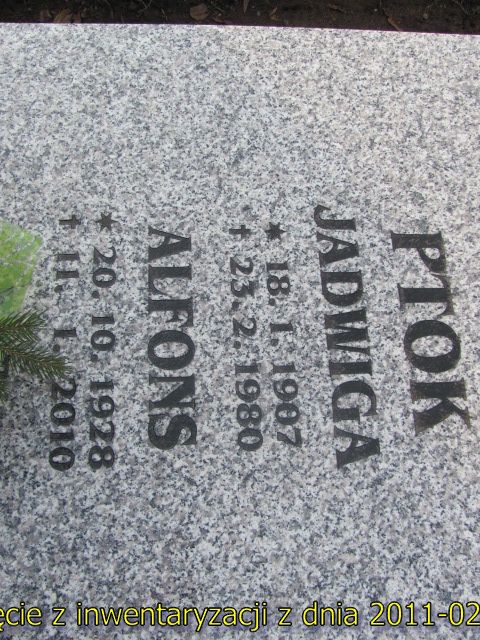 PTOK
JADWIGA
* 18. 1. 1907
† 23. 2. 1980
ALFONS
* 20. 10. 1928
† 11. 1. 2010
ęcie z inwentaryzacji z dnia 2011-02